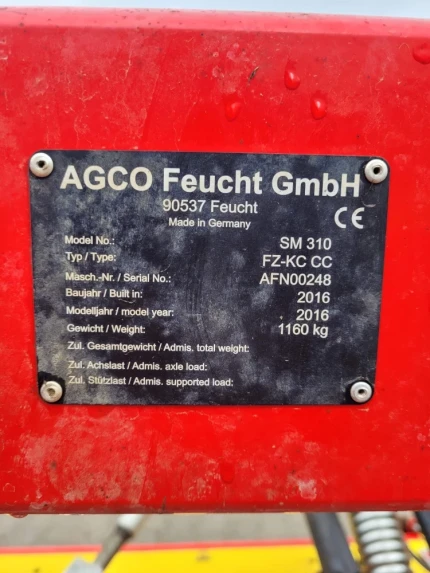 AGCO Feucht GmbH
90537 Feucht
Made in Germany
CE
Model No.: SM 310
Typ / Type: FZ-KC CC
Masch.-Nr. / Serial No.: AFN00248
Baujahr / Built in: 2016
Modelljahr / model year: 2016
Gewicht / Weight: 1160 kg
Zul. Gesamtgewicht / Admis. total weight:
Zul. Achslast / Admis. axle load:
Zul. Stützlast / Admis. supported load: